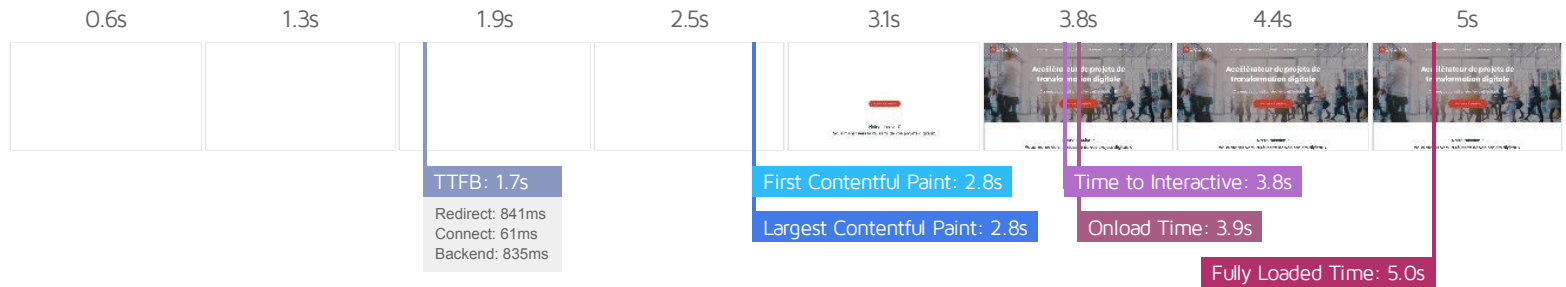 0.6s
1.3s
1.9s
2.5s
3.1s
3.8s
4.4s
5s
Accélérateur de projets de
transformation digitale
Accélérateur de projets de
transformation digitale
Accélérateur de projets de
transformation digitale
TTFB: 1.7s
Redirect: 841ms
Connect: 61ms
Backend: 835ms
First Contentful Paint: 2.8s
Largest Contentful Paint: 2.8s
Time to Interactive: 3.8s
Onload Time: 3.9s
Fully Loaded Time: 5.0s